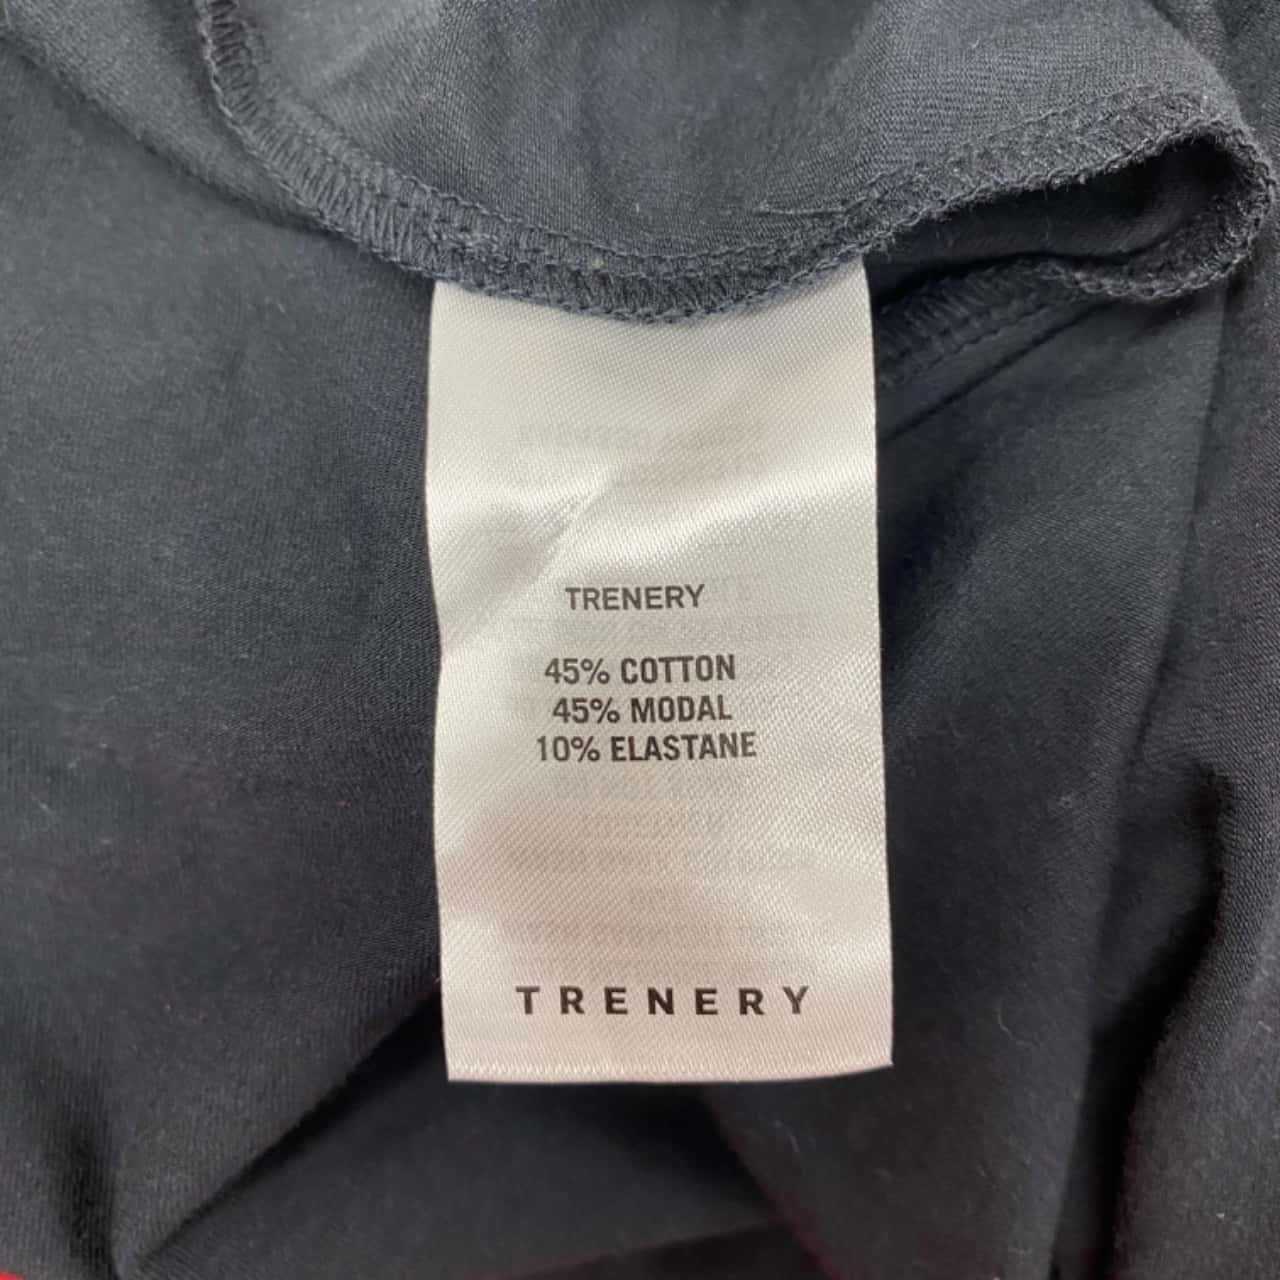 TRENERY
45% COTTON
45% MODAL
10% ELASTANE
TRENERY